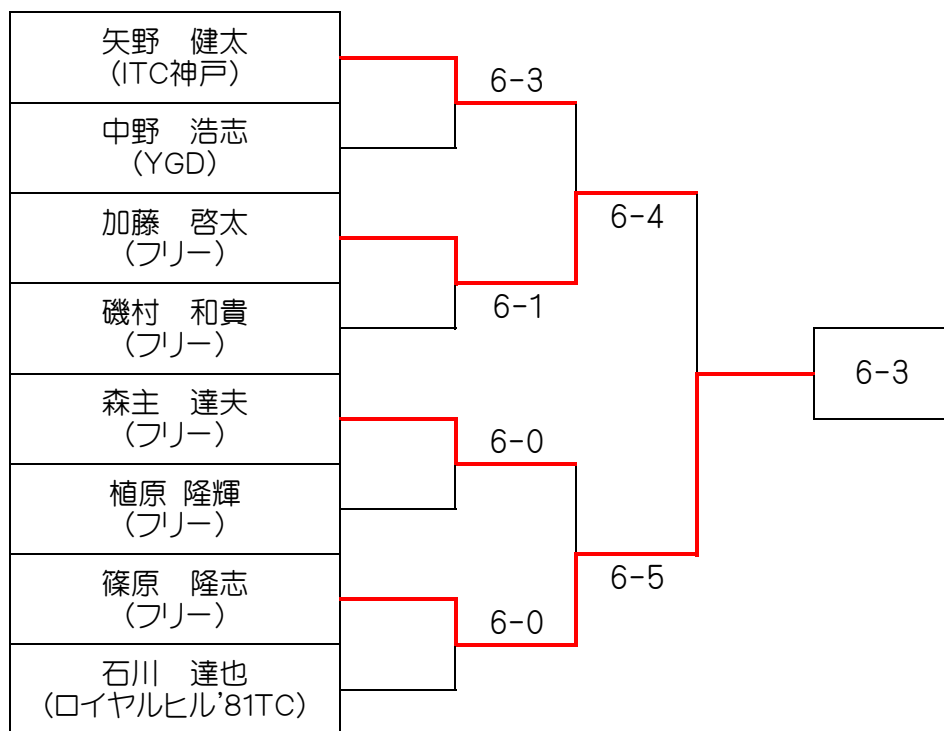 矢野　健太
(ITC神戸)
中野　浩志
(YGD)
加藤　啓太
(フリー)
磯村　和貴
(フリー)
森主　達夫
(フリー)
植原 隆輝
(フリー)
篠原　隆志
(フリー)
石川　達也
(ロイヤルヒル'81TC)
6-3
6-1
6-0
6-0
6-4
6-5
6-3